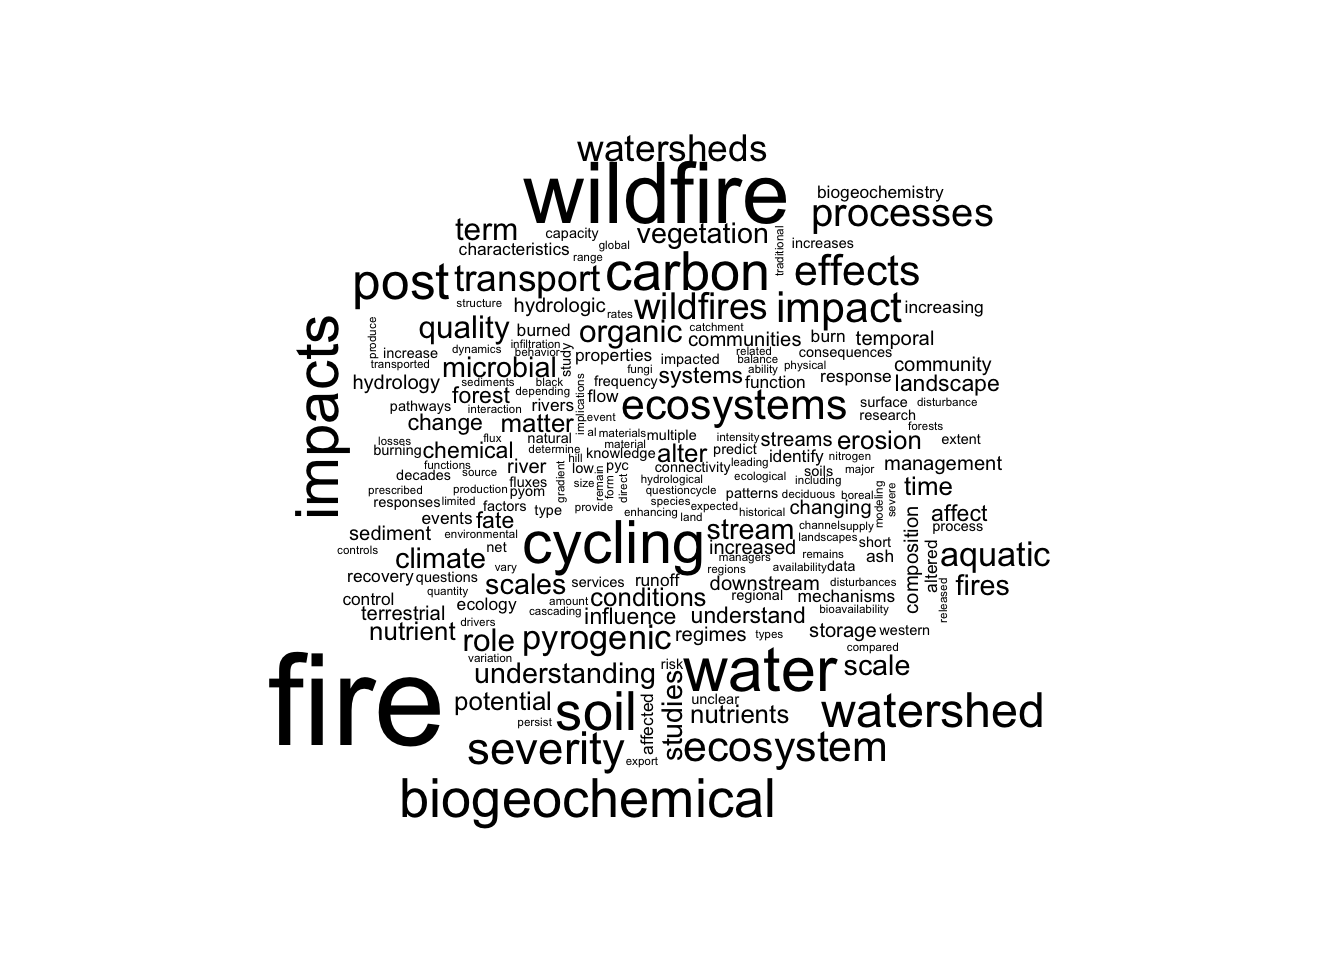 watersheds
wildfire
biogeochemistry
processes
term
capacity
vegetation
traditional
increases
characteristics
global
range
post
transport
carbon
effects
structure
hydrologic
rates
wildfires
impact
increasing
impacts
produce
quality
burned
organic
catchment
communities
burn
temporal
infiltration
behavior
study
dynamics
increase
transported
microbial
properties
impacted
related
balance
ability
physical
consequences
community
landscape
hydrology
sediments
black
forest
depending
implications
frequency
fungi
systems
function
response
flow
ecosystems
surface
disturbance
research
pathways
interaction
rivers
event
change
matter
forests
losses
burning
chemical
flux
natural
determine
al
materials
material
multiple
knowledge
alter
intensity
predict
streams
erosion
extent
identify
nitrogen
management
functions
decades
source
river
hill
low
pyc
connectivity
leading
ecological
soils
including
major
fluxes
gradient
size
remain
form
direct
hydrological
question
cycle
patterns
deciduous
boreal
modeling
severe
time
prescribed
production
pyom
responses
limited
factors
type
provide
species
enhancing
expected
land
historical
changing
events
fate
sediment
environmental
cycling
stream
channel
supply
landscapes
composition
affect
process
controls
climate
net
vary
increased
managers
regions
remains
short
ash
availability
data
altered
aquatic
recovery
questions
quantity
scales
services
runoff
downstream
disturbances
released
fires
control
terrestrial
ecology
amount
cascading
conditions
influence
regional
mechanisms
bioavailability
understand
nutrient
drivers
role
pyrogenic
regimes
types
storage
western
compared
variation
fire
understanding
risk
water
scale
potential
persist
soil
affected
studies
unclear
nutrients
watershed
severity
export
ecosystem
biogeochemical